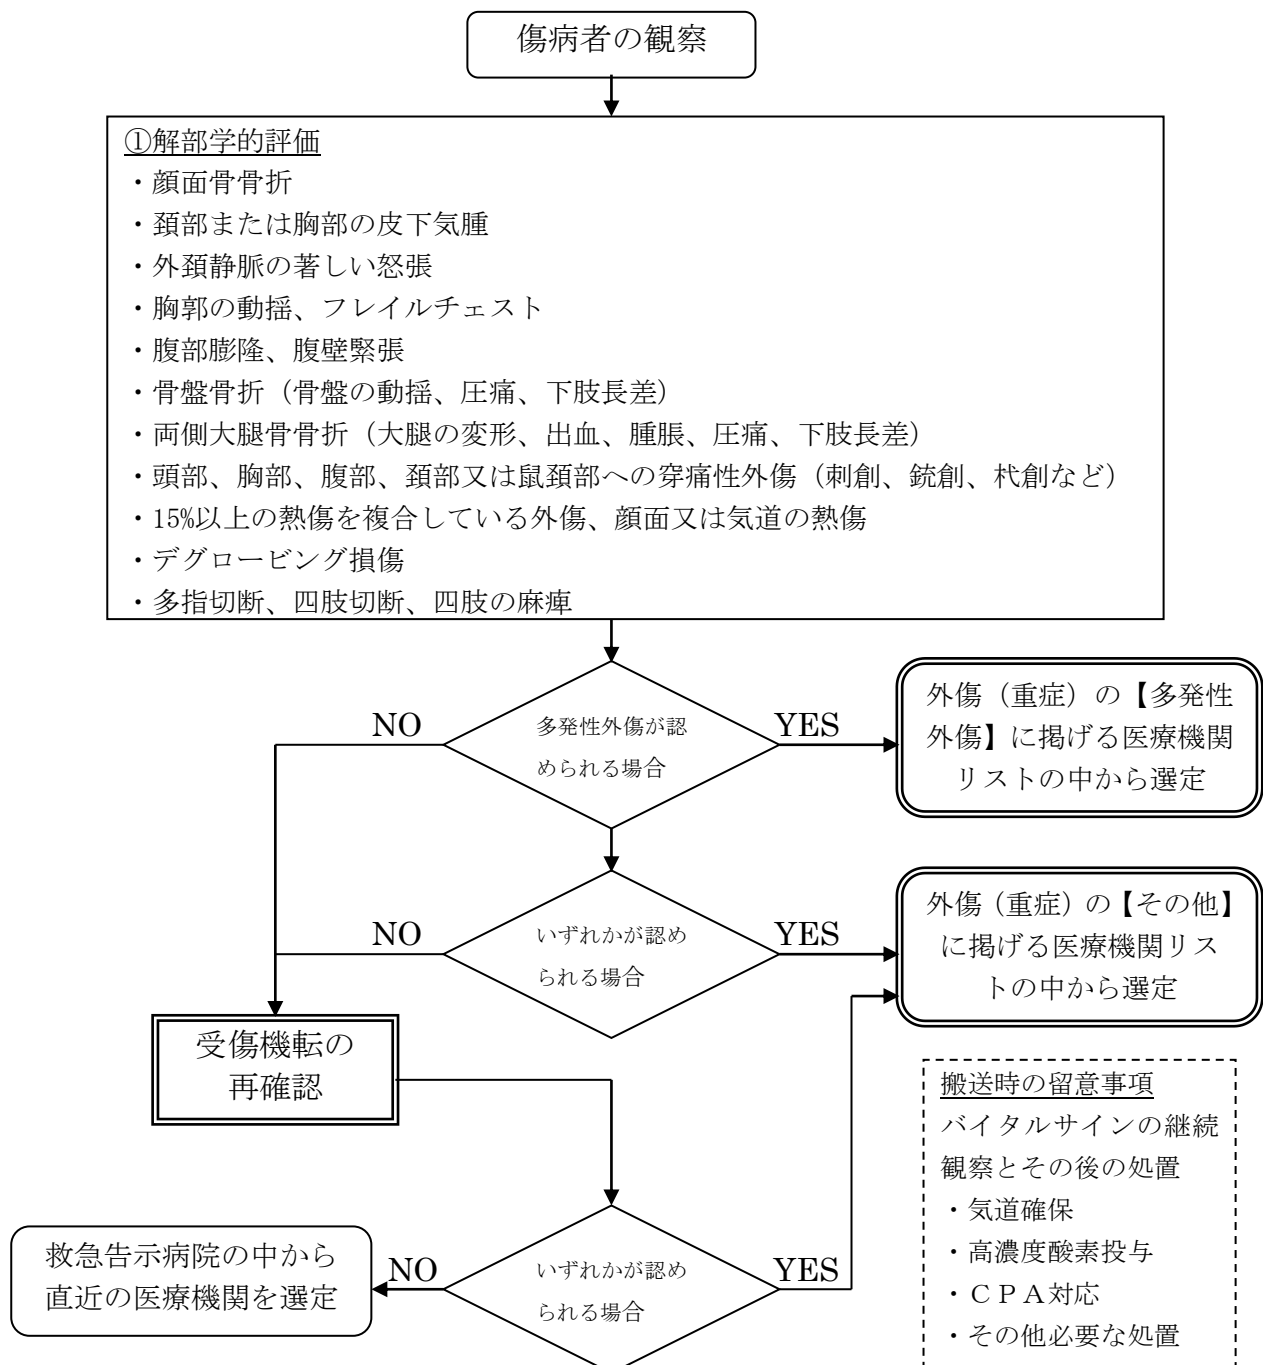 傷病者の観察
①解部学的評価
・顔面骨骨折
・頚部または胸部の皮下気腫
・外頚静脈の著しい怒張
・胸郭の動揺、フレイルチェスト
・腹部膨隆、腹壁緊張
・骨盤骨折（骨盤の動揺、圧痛、下肢長差）
・両側大腿骨骨折（大腿の変形、出血、腫脹、圧痛、下肢長差）
・頭部、胸部、腹部、頚部又は鼠頚部への穿痛性外傷（刺創、銃創、杙創など）
・15%以上の熱傷を複合している外傷、顔面又は気道の熱傷
・デグロービング損傷
・多指切断、四肢切断、四肢の麻痺
NO
多発性外傷が認
められる場合
YES
外傷（重症）の【多発性
外傷】に掲げる医療機関
リストの中から選定
NO
いずれかが認め
られる場合
YES
外傷（重症）の【その他】
に掲げる医療機関リス
トの中から選定
受傷機転の
再確認
搬送時の留意事項
バイタルサインの継続
観察とその後の処置
・気道確保
・高濃度酸素投与
・ＣＰＡ対応
・その他必要な処置
救急告示病院の中から
直近の医療機関を選定
NO
いずれかが認め
られる場合
YES